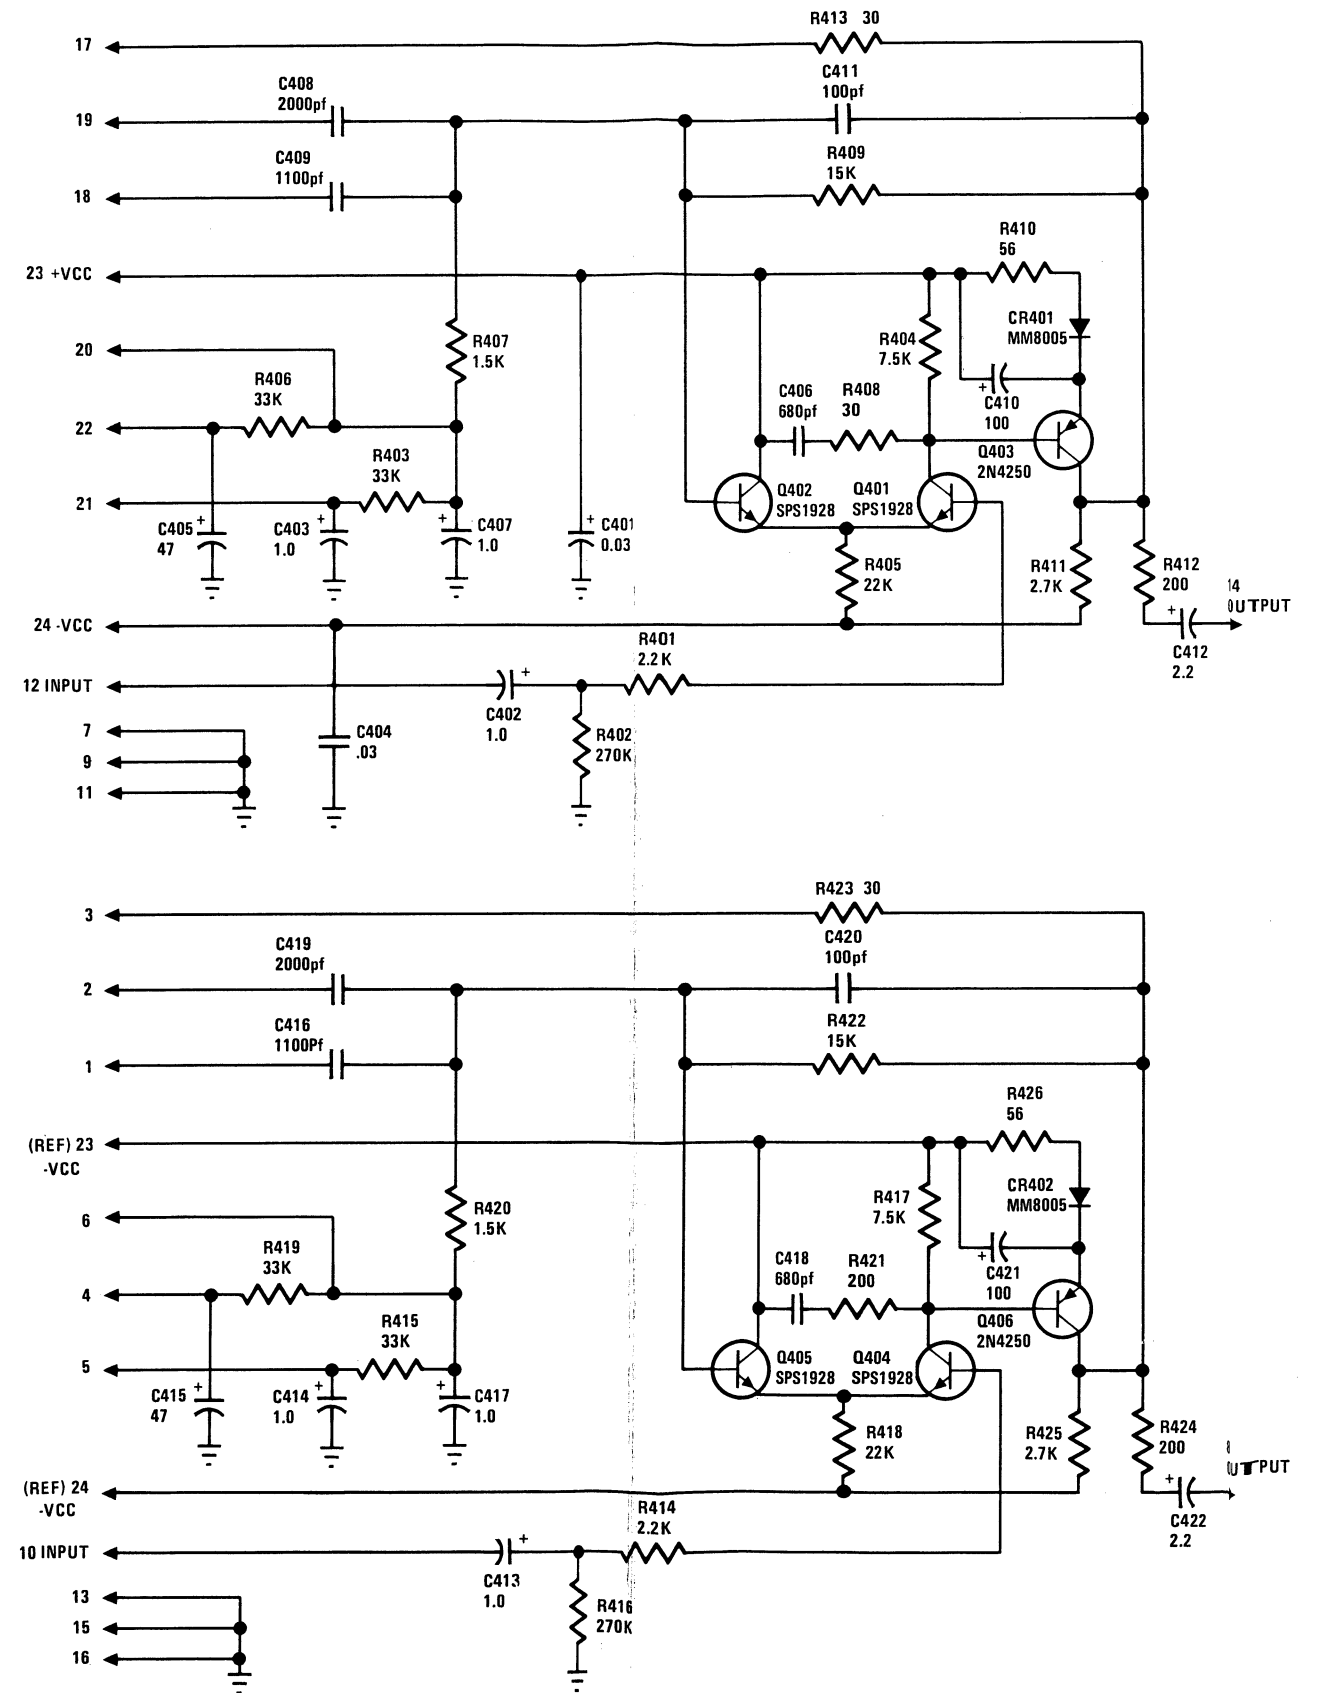 R413 30
17
C411
100pf
C408
2000pf
19
R409
15K
C409
1100pf
18
R410
56
23 +VCC
CR401
MM8005
R404
7.5K
R407
1.5K
20
R406
33K
C406
680pf
R408
30
C410
100
22
Q403
2N4250
R403
33K
Q402
SPS1928
Q401
SPS1928
21
C405
47
+
C403
1.0
+
C407
1.0
+
C401
0.03
+
R405
22K
R411
2.7K
R412
200
14
OUTPUT
+
C412
2.2
24 -VCC
R401
2.2K
12 INPUT
+
C402
1.0
7
C404
.03
R402
270K
9
11
R423 30
3
C420
100pf
C419
2000pf
2
R422
15K
C416
1100Pf
1
R426
56
(REF) 23
-VCC
CR402
MM8005
R417
7.5K
R420
1.5K
6
R419
33K
C418
680pf
R421
200
+
C421
100
4
Q406
2N4250
R415
33K
Q405
SPS1928
Q404
SPS1928
5
C415
47
+
C414
1.0
+
C417
1.0
+
R418
22K
R425
2.7K
R424
200
8
+
C422
2.2
(REF) 24
-VCC
R414
2.2K
10 INPUT
+
C413
1.0
13
R416
270K
15
16